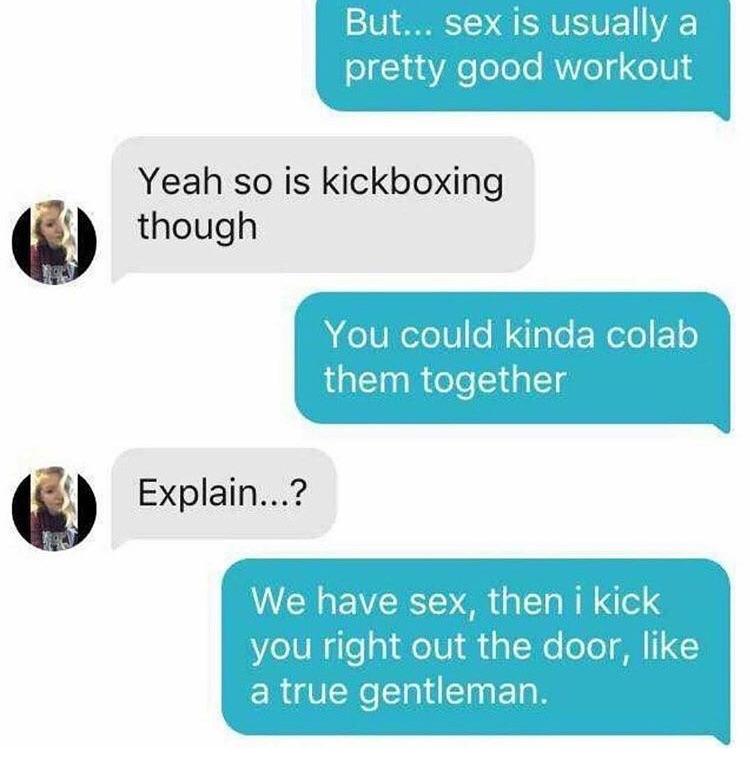 But... sex is usually a
pretty good workout
Yeah so is kickboxing
though
You could kinda colab
them together
Explain...?
We have sex, then i kick
you right out the door, like
a true gentleman.